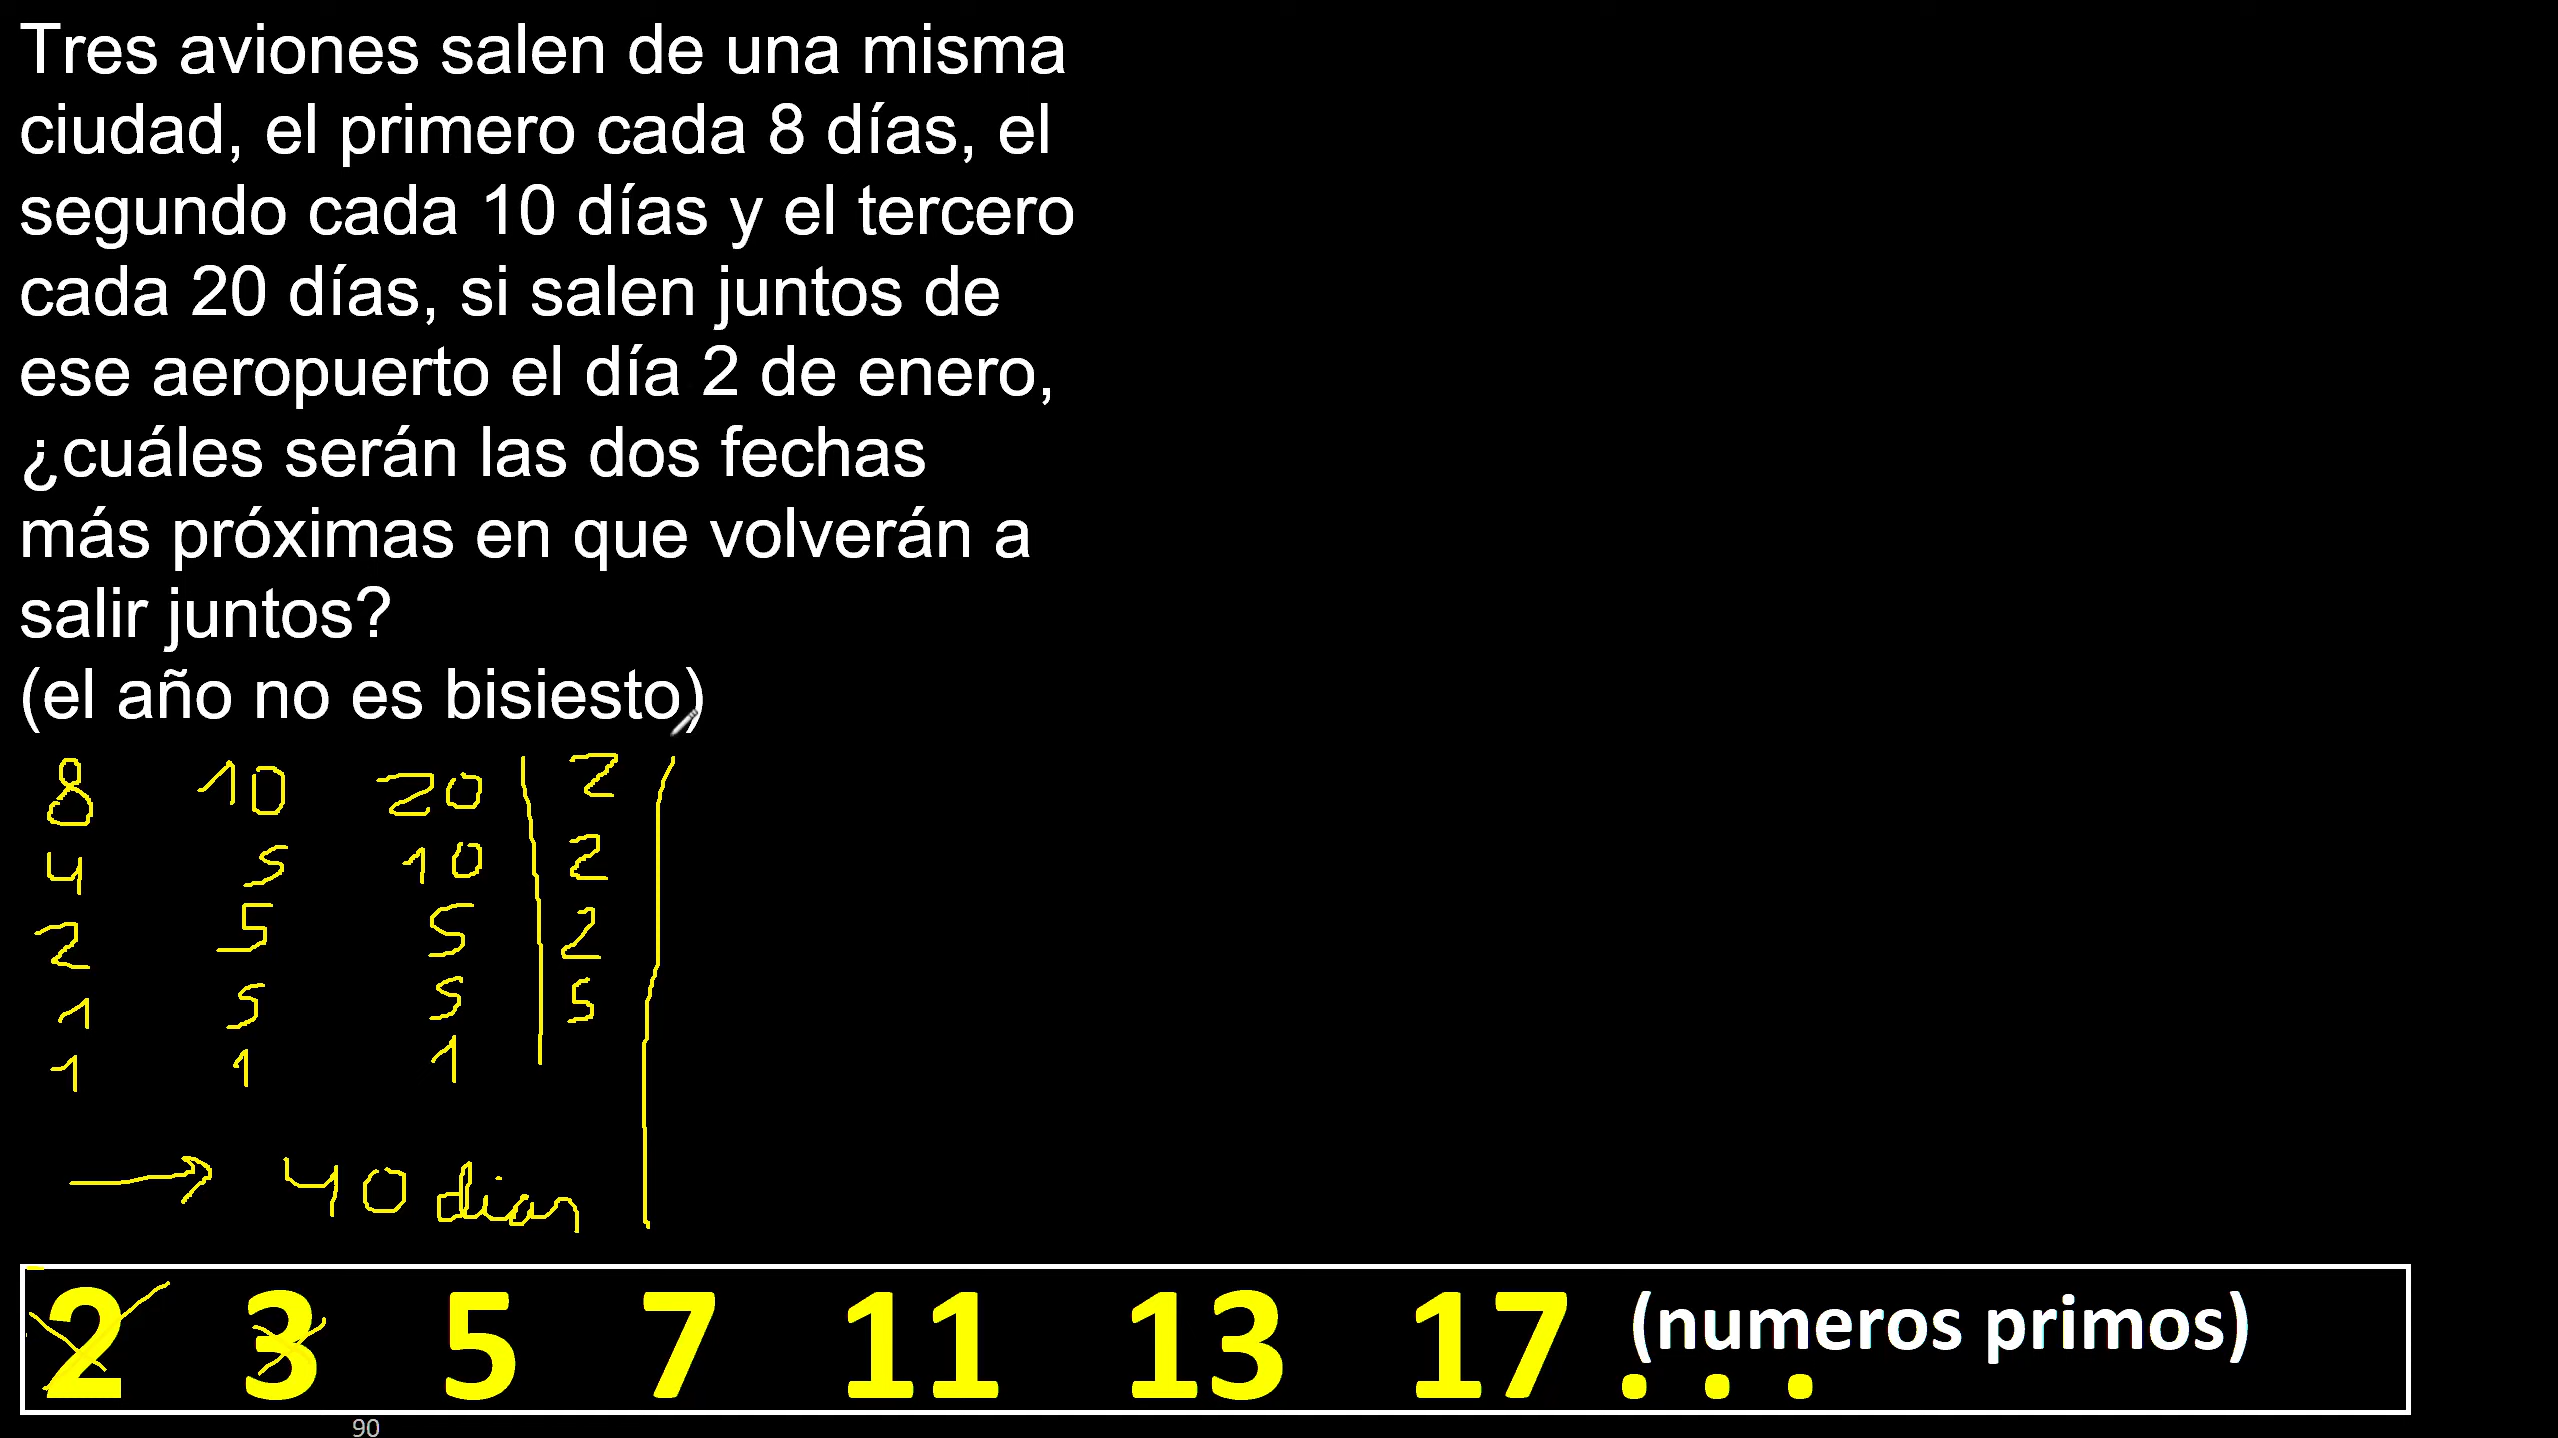 Tres aviones salen de una misma
ciudad, el primero cada 8 días, el
segundo cada 10 días y el tercero
cada 20 días, si salen juntos de
ese aeropuerto el día 2 de enero,
¿cuáles serán las dos fechas
más próximas en que volverán a
salir juntos?
(el año no es bisiesto)
8 10 20 2
4 5 10 2
2 5 5 2
1 5 5 5
1 1 1
→ 40 dias
2 3 5 7 11 13 17 ... (numeros primos)
90